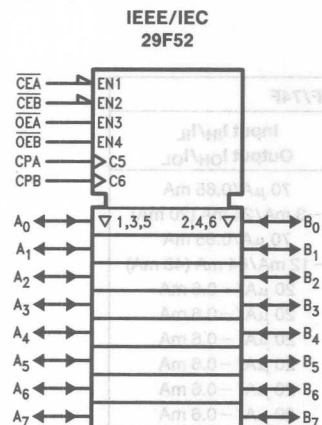 IEEE/IEC
29F52
CEA EN1
CEB EN2
OEA EN3
OEB EN4
CPA C5
CPB C6
A0 ▽ 1,3,5 2,4,6 ▽ B0
A1 B1
A2 B2
A3 B3
A4 B4
A5 B5
A6 B6
A7 B7